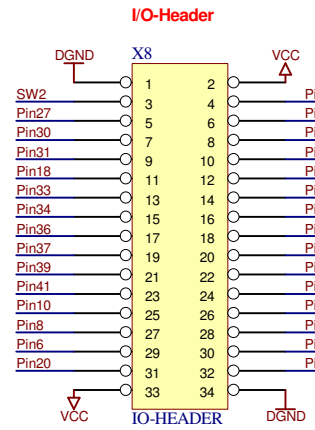 I/O-Header
DGND X8 VCC
1 2
SW2 3 4
Pin27 5 6
Pin30 7 8
Pin31 9 10
Pin18 11 12
Pin33 13 14
Pin34 15 16
Pin36 17 18
Pin37 19 20
Pin39 21 22
Pin41 23 24
Pin10 25 26
Pin8 27 28
Pin6 29 30
Pin20 31 32
33 34
VCC IO-HEADER DGND